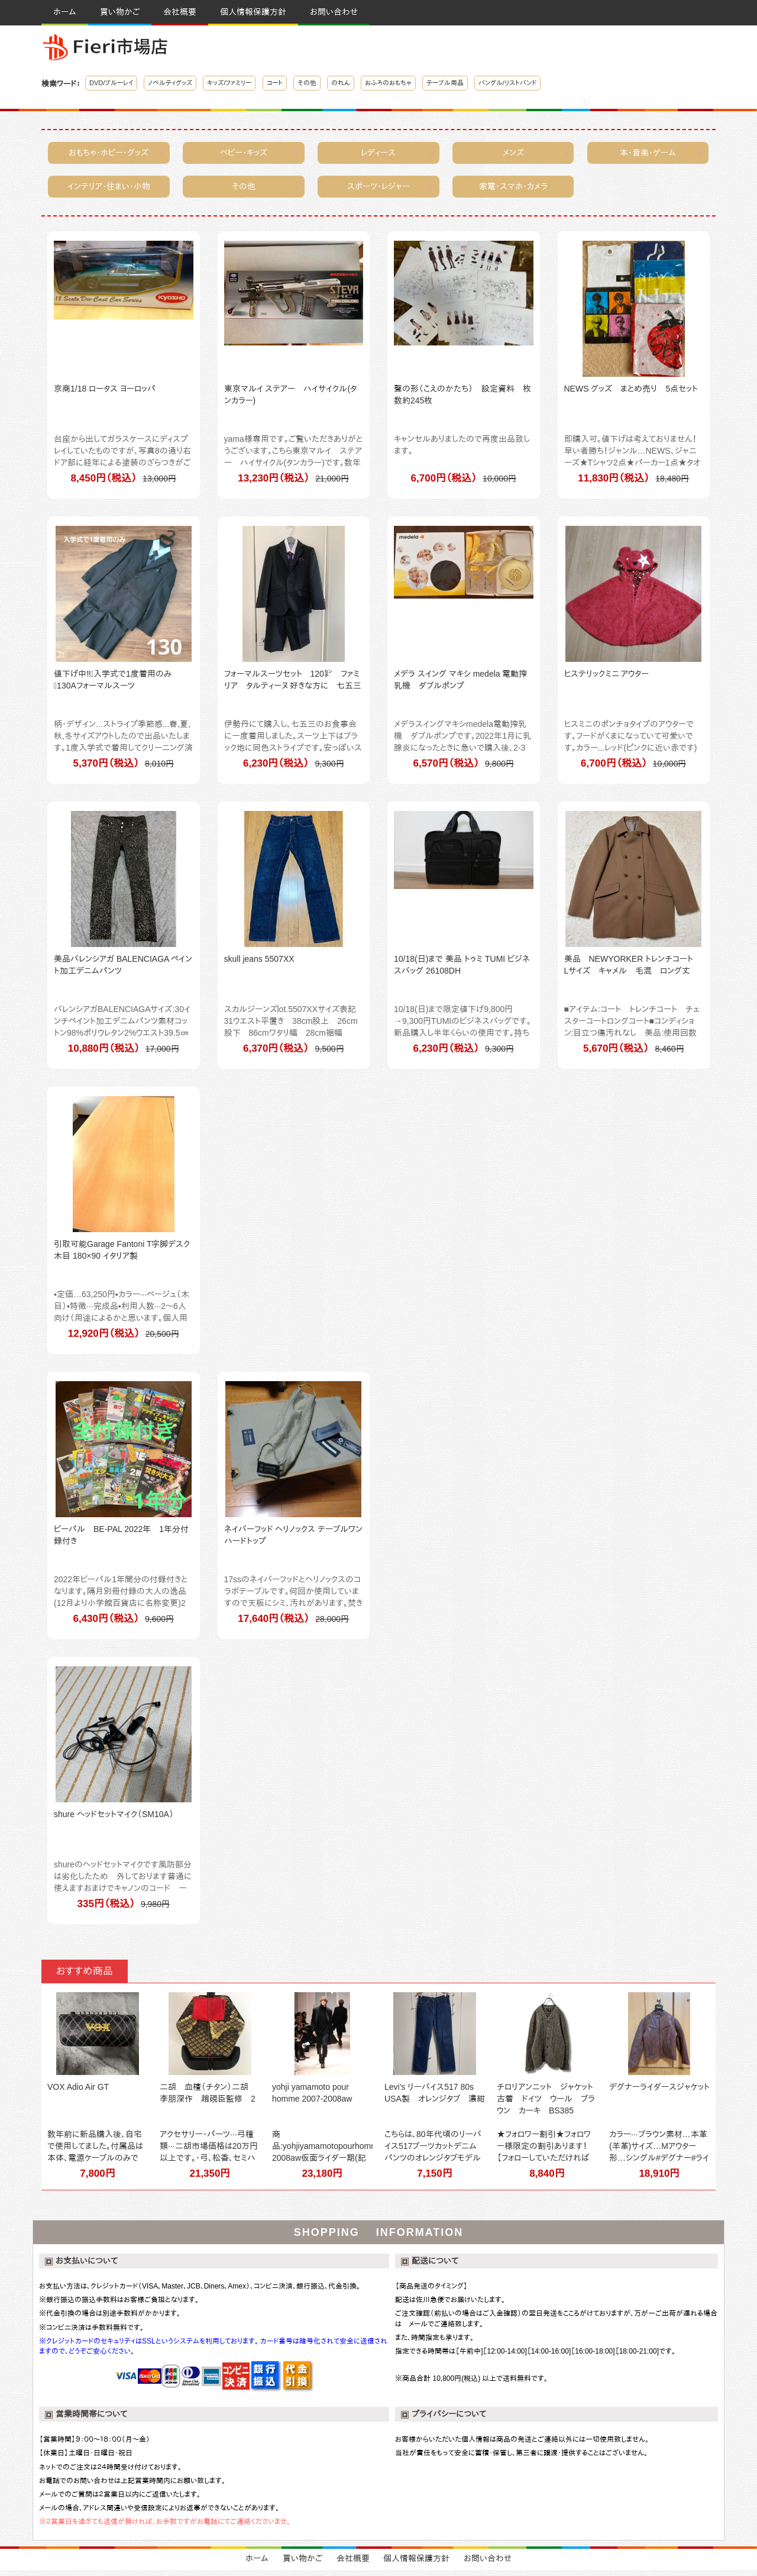 ホーム 買い物かご 会社概要 個人情報保護方針 お問い合わせ
Fieri市場店
検索ワード： DVD/ブルーレイ ノベルティグッズ キッズ/ファミリー コート その他 のれん おふろのおもちゃ テーブル用品 バングル/リストバンド
おもちゃ・ホビー・グッズ ベビー・キッズ レディース メンズ 本・音楽・ゲーム
インテリア・住まい・小物 その他 スポーツ・レジャー 家電・スマホ・カメラ
京商1/18 ロータス ヨーロッパ
台座から出してガラスケースにディスプ
レイしていたものですが、写真8の通り右
ドア部に経年による塗装のざらつきがご
8,450円（税込） 13,000円
東京マルイ ステアー　ハイサイクル(タ
ンカラー)
yama様専用です。ご覧いただきありがと
うございます。こちら東京マルイ　ステア
ー　ハイサイクル(タンカラー)です。数年
13,230円（税込） 21,000円
聲の形（こえのかたち）　設定資料　枚
数約245枚
キャンセルありましたので再度出品致し
ます。
6,700円（税込） 10,000円
NEWS グッズ　まとめ売り　5点セット
即購入可。値下げは考えておりません！
早い者勝ち！ジャンル...NEWS、ジャニ
ーズ★Tシャツ2点★パーカー1点★タオ
11,830円（税込） 18,480円
入学式で1度着用のみ
130
値下げ中!!入学式で1度着用のみ
130Aフォーマルスーツ
柄･デザイン...ストライプ季節感...春,夏,
秋,冬サイズアウトしたので出品いたしま
す。1度入学式で着用してクリーニング済
5,370円（税込） 8,010円
フォーマルスーツセット　120㌢　ファミ
リア　タルティーヌ 好きな方に　七五三
伊勢丹にて購入し、七五三のお食事会
に一度着用しました。スーツ上下はブラ
ック地に同色ストライプです。安っぽいス
6,230円（税込） 9,300円
メデラ スイング マキシ medela 電動搾
乳機　ダブルポンプ
メデラスイングマキシmedela電動搾乳
機　ダブルポンプです。2022年1月に乳
腺炎になったときに急いで購入後、2-3
6,570円（税込） 9,800円
ヒステリックミニ アウター
ヒスミニのポンチョタイプのアウターで
す。フードがくまになっていて可愛いで
す。カラー...レッド(ピンクに近い赤です)
6,700円（税込） 10,000円
美品バレンシアガ BALENCIAGA ペイン
ト加工デニムパンツ
バレンシアガBALENCIAGAサイズ:30イ
ンチペイント加工デニムパンツ素材コッ
トン98%ポリウレタン2%ウエスト39.5㎝
10,880円（税込） 17,000円
skull jeans 5507XX
スカルジーンズlot.5507XXサイズ表記
31ウエスト平置き　38cm股上　26cm
股下　86cmワタリ幅　28cm裾幅
6,370円（税込） 9,500円
10/18(日)まで 美品 トゥミ TUMI ビジネ
スバッグ 26108DH
10/18(日)まで限定値下げ9,800円
→9,300円TUMIのビジネスバッグです。
新品購入し半年くらいの使用です。持ち
6,230円（税込） 9,300円
美品　NEWYORKER トレンチコート
Lサイズ　キャメル　毛混　ロング丈
■アイテム:コート　トレンチコート　チェ
スターコートロングコート■コンディショ
ン:目立つ傷汚れなし　美品:使用回数
5,670円（税込） 8,460円
引取可能Garage Fantoni T字脚デスク
木目 180×90 イタリア製
•定価…63,250円•カラー…ベージュ（木
目）•特徴…完成品•利用人数…2〜6人
向け（用途によるかと思います。個人用
12,920円（税込） 20,500円
全付録付き
1年分
ビーパル　BE-PAL 2022年　1年分付
録付き
2022年ビーパル1年間分の付録付きと
なります。隔月別冊付録の大人の逸品
(12月より小学館百貨店に名称変更)2
6,430円（税込） 9,600円
ネイバーフッド ヘリノックス テーブルワン
ハードトップ
17ssのネイバーフッドとヘリノックスのコ
ラボテーブルです。何回か使用していま
すので天板にシミ、汚れがあります。焚き
17,640円（税込） 28,000円
shure ヘッドセットマイク（SM10A）
shureのヘッドセットマイクです風防部分
は劣化したため　外しております普通に
使えますおまけでキャノンのコード　一
335円（税込） 9,980円
おすすめ商品
VOX Adio Air GT
数年前に新品購入後、自宅
で使用してました。付属品は
本体、電源ケーブルのみで
7,800円
二胡　血檀（チタン）二胡
李朋深作　趙硯臣監修　2
アクセサリー･パーツ…弓種
類…二胡市場価格は20万円
以上です。･弓、松香、セミハ
21,350円
yohji yamamoto pour
homme 2007-2008aw
商
品:yohjiyamamotopourhomme
2008aw仮面ライダー期(記
23,180円
Levi's リーバイス517 80s
USA製　オレンジタブ　濃紺
こちらは、80年代頃のリーバ
イス517ブーツカットデニム
パンツのオレンジタブモデル
7,150円
チロリアンニット　ジャケット
古着　ドイツ　ウール　ブラ
ウン　カーキ　BS385
★フォロワー割引★フォロワ
ー様限定の割引あります！
【フォローしていただければ
8,840円
デグナーライダースジャケット
カラー…ブラウン素材…本革
(羊革)サイズ…Mアウター
形…シングル#デグナー#ライ
18,910円
SHOPPING INFORMATION
お支払いについて
お支払い方法は、クレジットカード（VISA、Master、JCB、Diners、Amex）、コンビニ決済、銀行振込、代金引換。
※銀行振込の振込手数料はお客様ご負担となります。
※代金引換の場合は別途手数料がかかります。
※コンビニ決済は手数料無料です。
※クレジットカードのセキュリティはSSLというシステムを利用しております。カード番号は暗号化されて安全に送信され
ますので、どうぞご安心ください。
VISA コンビニ決済 銀行振込 代金引換
配送について
【商品発送のタイミング】
配送は佐川急便でお届けいたします。
ご注文確認（前払いの場合はご入金確認）の翌日発送をこころがけておりますが、万が一ご出荷が遅れる場合
は　メールでご連絡致します。
また、時間指定も承ります。
指定できる時間帯は［午前中]［12:00-14:00]［14:00-16:00]［16:00-18:00]［18:00-21:00]です。
※商品合計 10,800円(税込) 以上で送料無料です。
営業時間帯について
【営業時間】９：００〜１８：００（月〜金）
【休業日】土曜日･日曜日･祝日
ネットでのご注文は２４時間受け付けております。
お電話でのお問い合わせは上記営業時間内にお願い致します。
メールでのご質問は２営業日以内にご返信いたします。
メールの場合、アドレス間違いや受信設定によりお返事ができないことがあります。
※２営業日を過ぎても返信が無ければ、お手数ですがお電話にてご連絡くださいませ。
プライバシーについて
お客様からいただいた個人情報は商品の発送とご連絡以外には一切使用致しません。
当社が責任をもって安全に蓄積･保管し、第三者に譲渡･提供することはございません。
ホーム 買い物かご 会社概要 個人情報保護方針 お問い合わせ